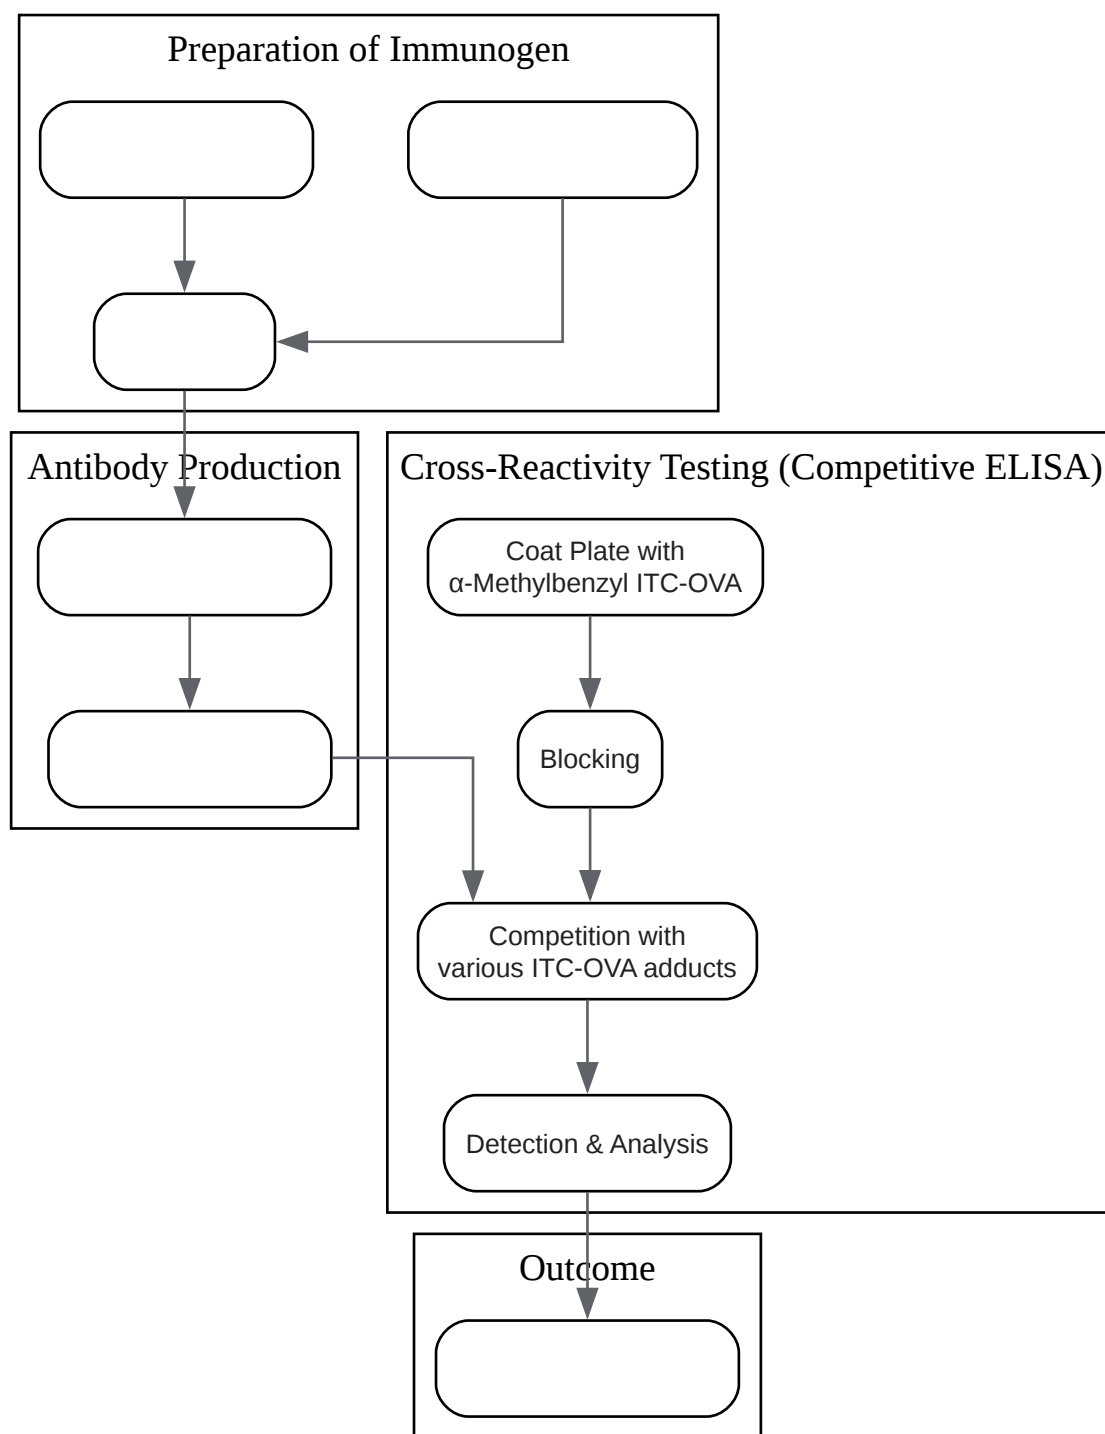 Preparation of Immunogen
Antibody Production
Cross-Reactivity Testing (Competitive ELISA)
Coat Plate with
α-Methylbenzyl ITC-OVA
Blocking
Competition with
various ITC-OVA adducts
Detection & Analysis
Outcome